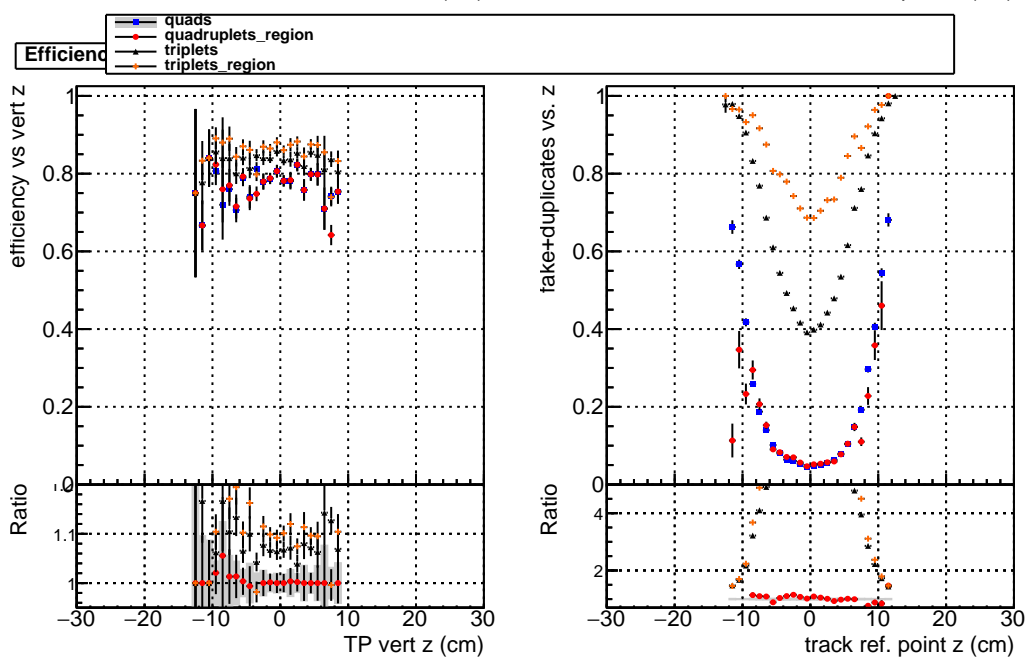 quads
quadruplets_region
triplets
triplets_region
efficiency vs vert z
1
0.8
0.6
0.4
0.2
0
Ratio
1.1
1
−30 −20 −10 0 10 20 30
TP vert z (cm)
fake+duplicates vs. z
1
0.8
0.6
0.4
0.2
0
Ratio
4
2
−30 −20 −10 0 10 20 30
track ref. point z (cm)